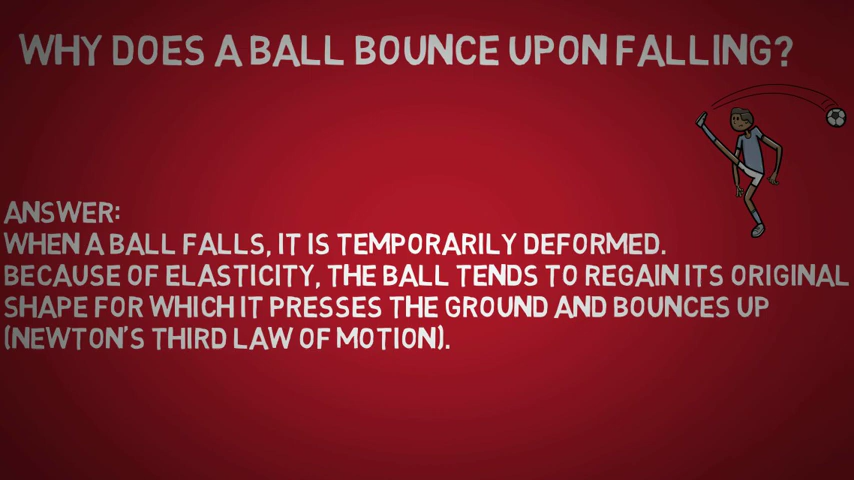 WHY DOES A BALL BOUNCE UPON FALLING?
ANSWER:
WHEN A BALL FALLS, IT IS TEMPORARILY DEFORMED.
BECAUSE OF ELASTICITY, THE BALL TENDS TO REGAIN ITS ORIGINAL
SHAPE FOR WHICH IT PRESSES THE GROUND AND BOUNCES UP
(NEWTON'S THIRD LAW OF MOTION).